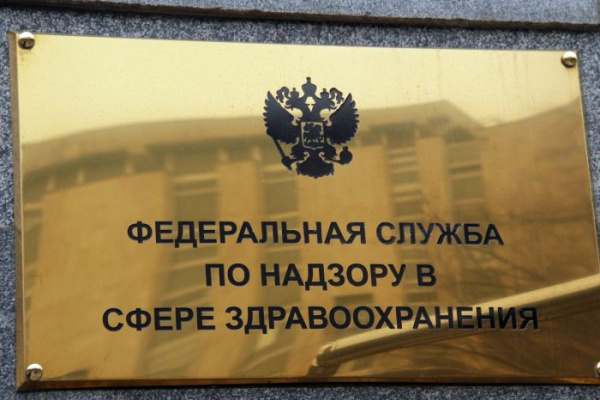 ФЕДЕРАЛЬНАЯ СЛУЖБА
ПО НАДЗОРУ В
СФЕРЕ ЗДРАВООХРАНЕНИЯ